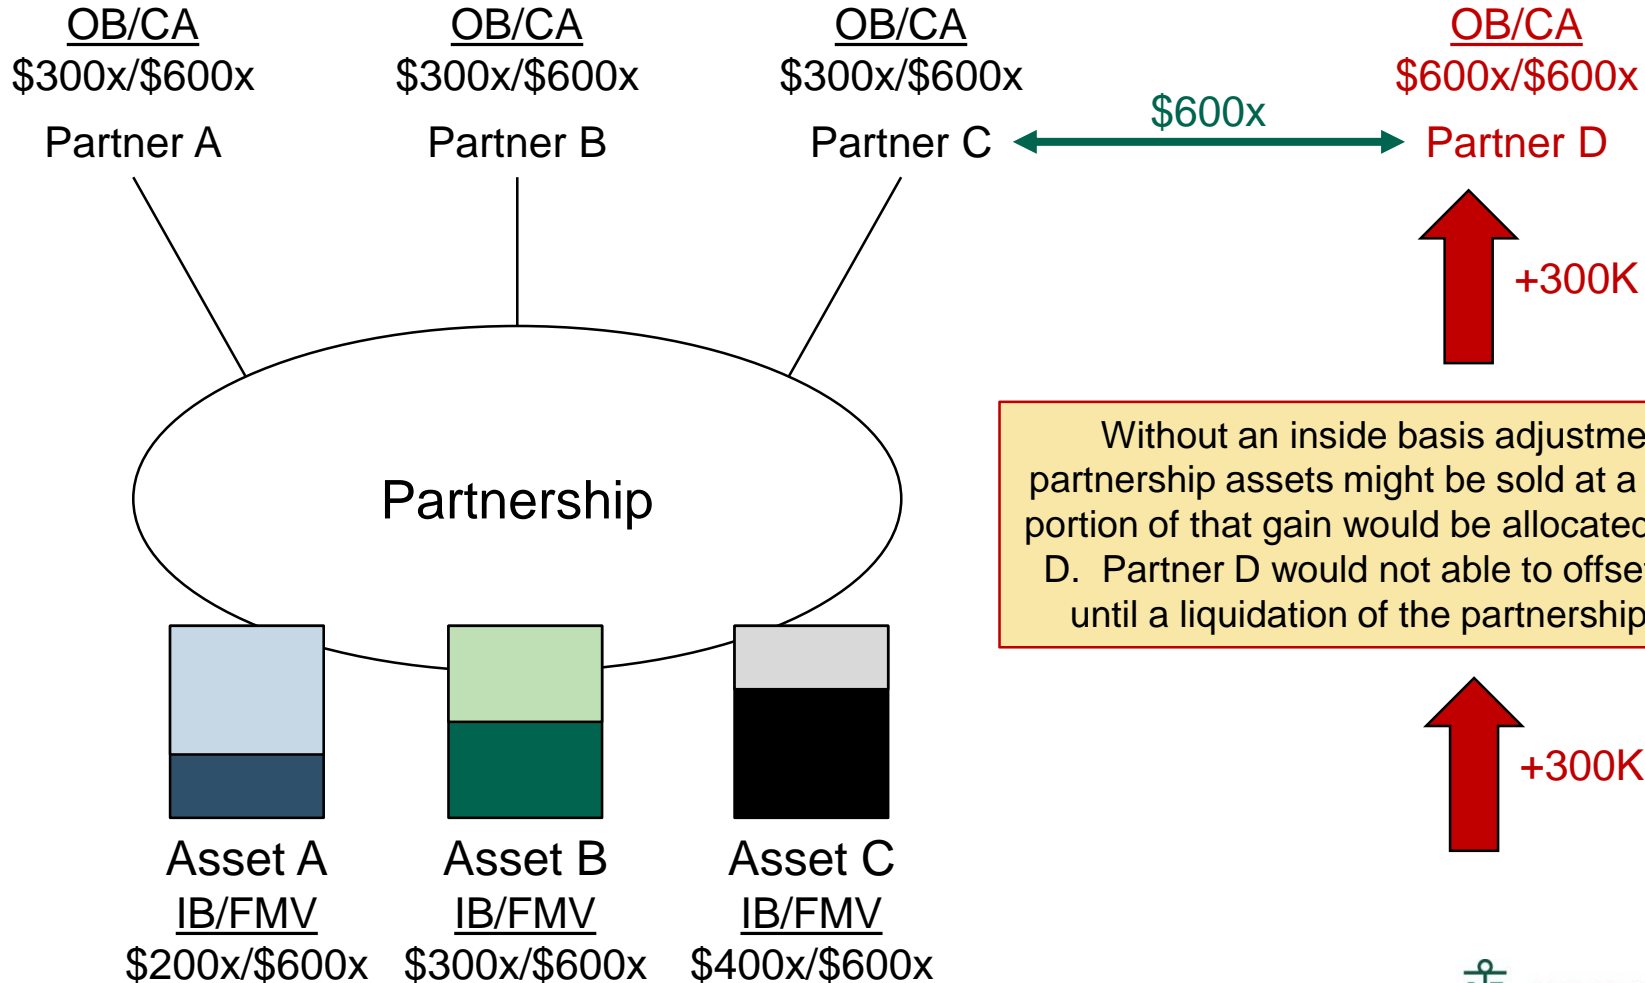 OB/CA
$300x/$600x
Partner A
OB/CA
$300x/$600x
Partner B
OB/CA
$300x/$600x
Partner C
$600x
OB/CA
$600x/$600x
Partner D
+300K
Partnership
Without an inside basis
partnership assets might be sold at a
portion of that gain would be allocated
D. Partner D would not able to
until a liquidation of the partnership
+300K
Asset A
IB/FMV
$200x/$600x
Asset B
IB/FMV
$300x/$600x
Asset C
IB/FMV
$400x/$600x